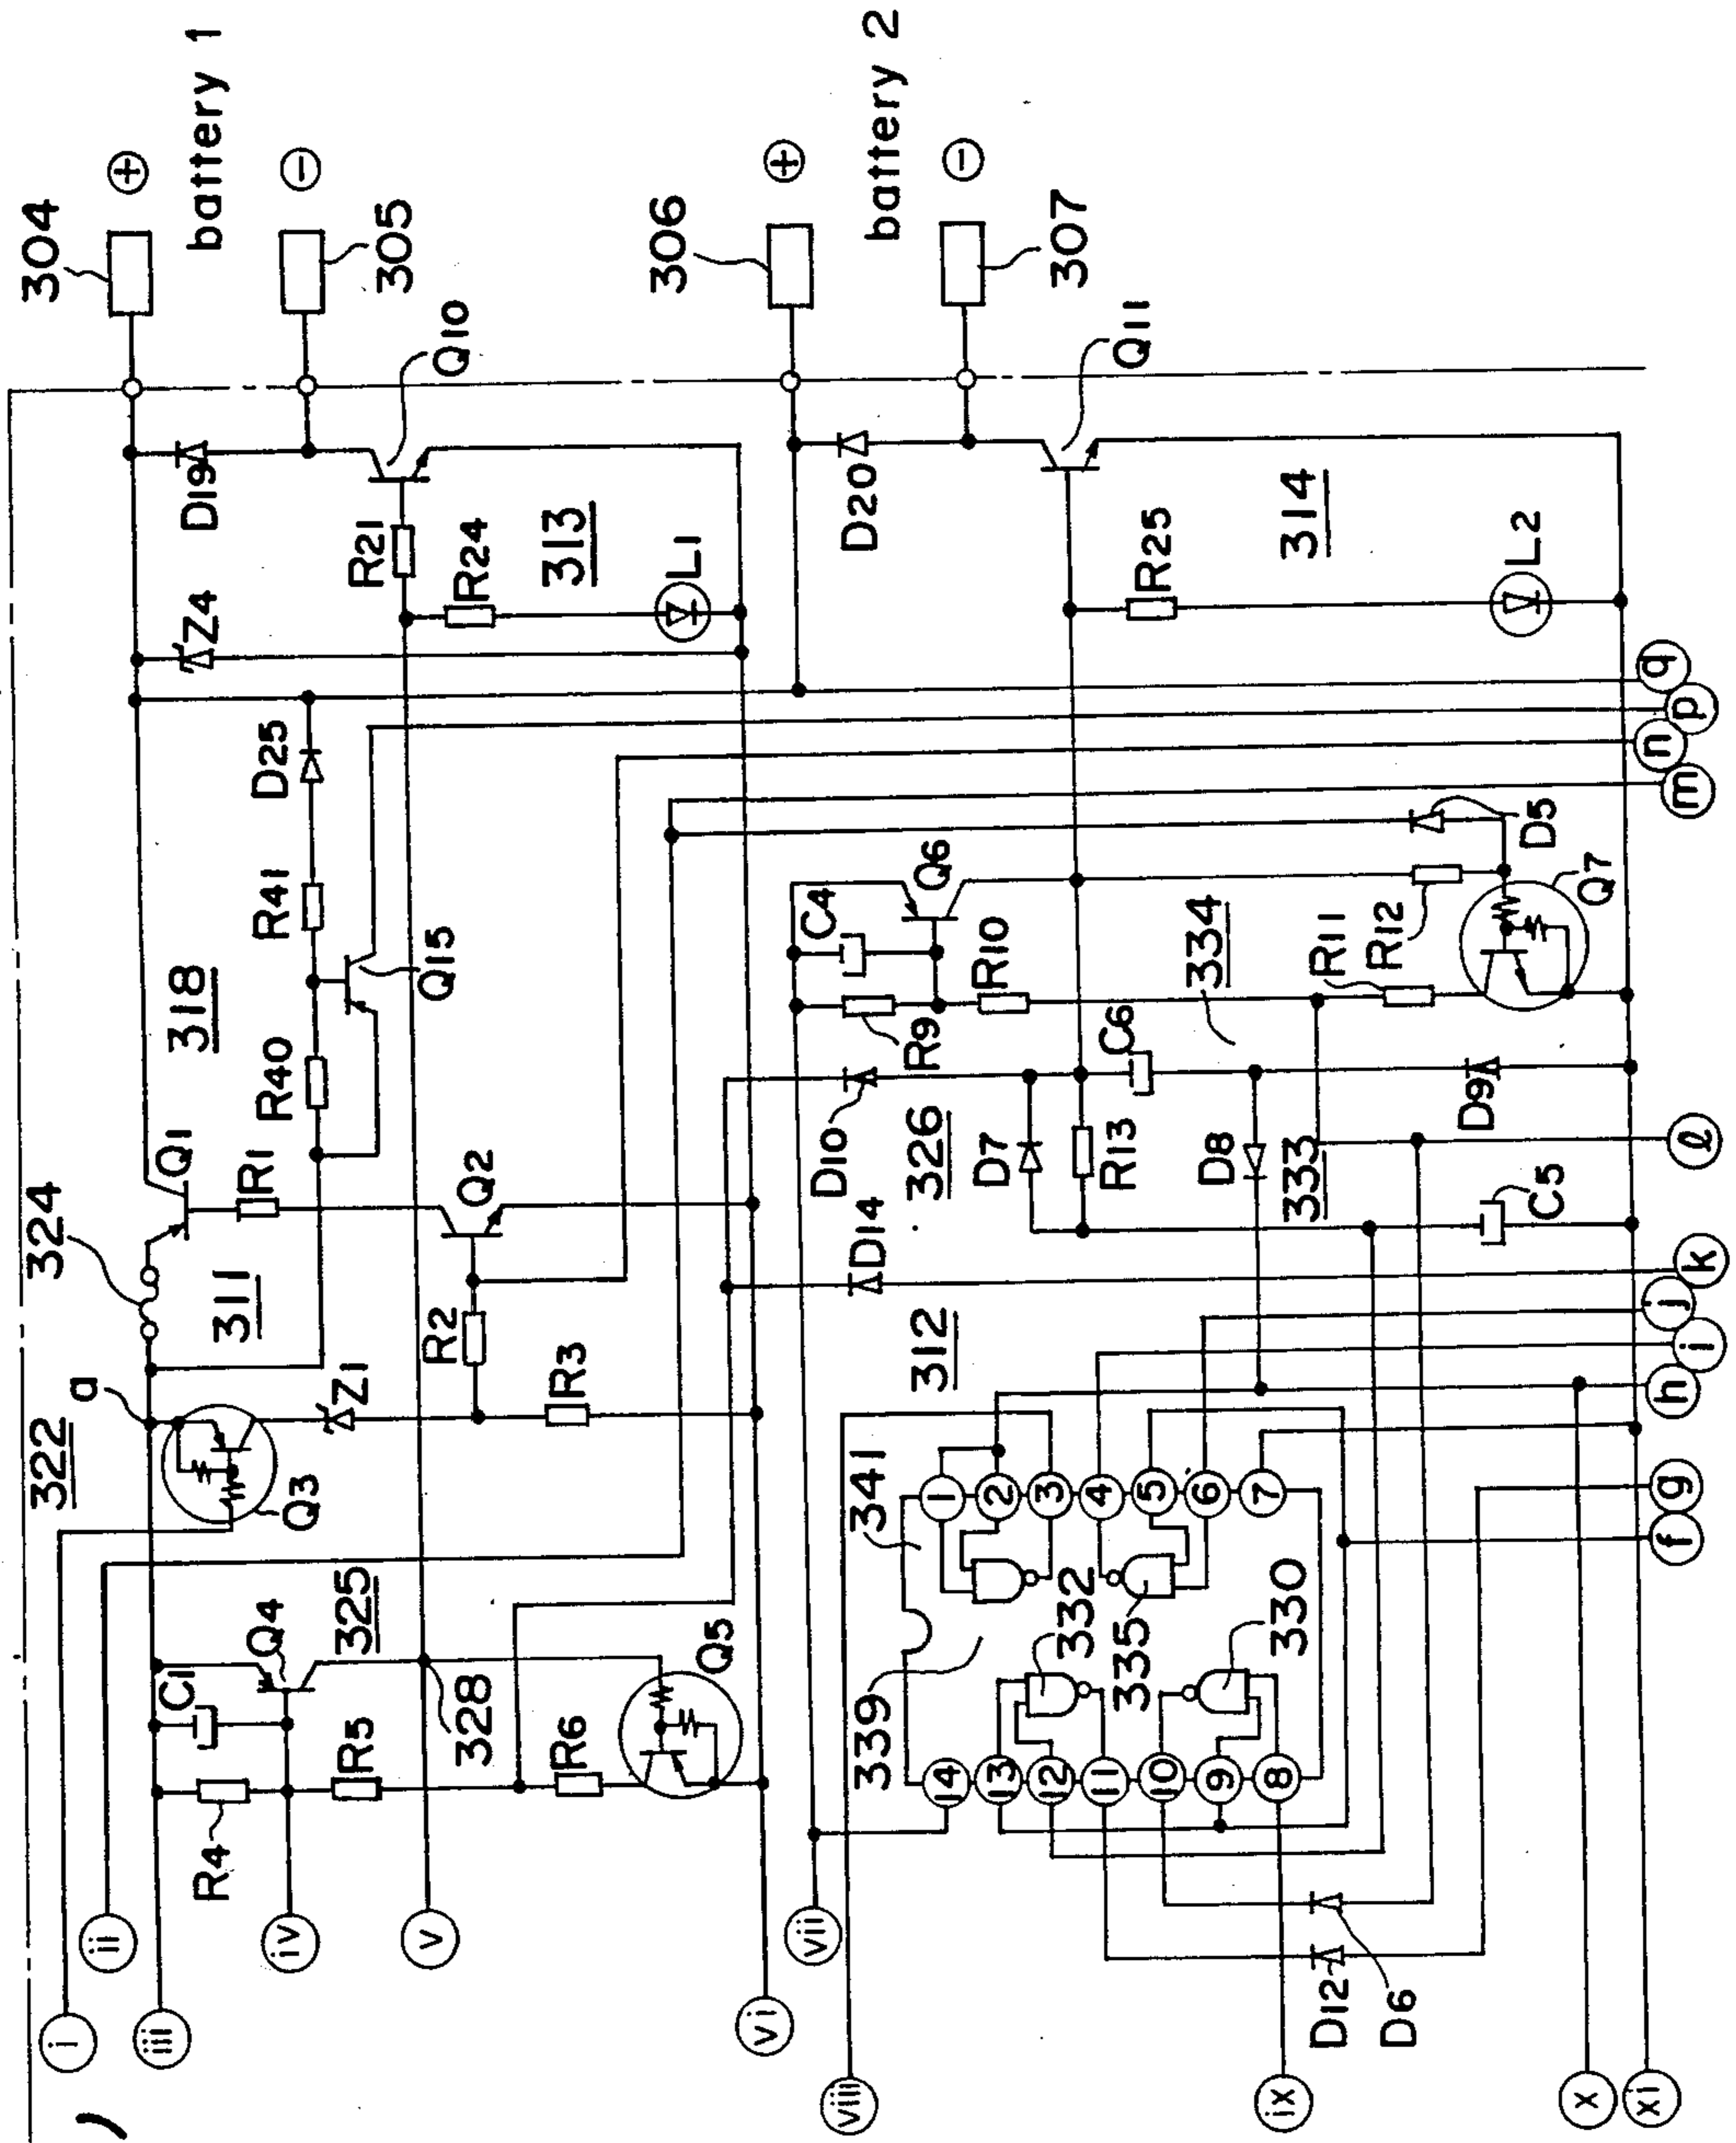 304
+
battery 1
−
305
306
+
battery 2
−
307
Q10
Q11
D19
R21
R24
313
L1
Z4
D20
R25
314
L2
D25
R41
318
R40
Q15
q
p
n
m
D5
Q6
C4
R10
R9
334
R11
R12
Q7
324
Q1
R1
311
Q2
R2
D10
326
D7
R13
C6
D8
333
D9
ℓ
D14
C5
312
k
j
i
h
322
a
Q3
Z1
R3
341
1
2
3
4
5
6
7
g
f
C1
Q4
325
328
R5
R6
Q5
R4
339
332
335
330
14
13
12
11
10
9
8
D12
D6
i
ii
iii
iv
v
vi
vii
viii
ix
x
xi